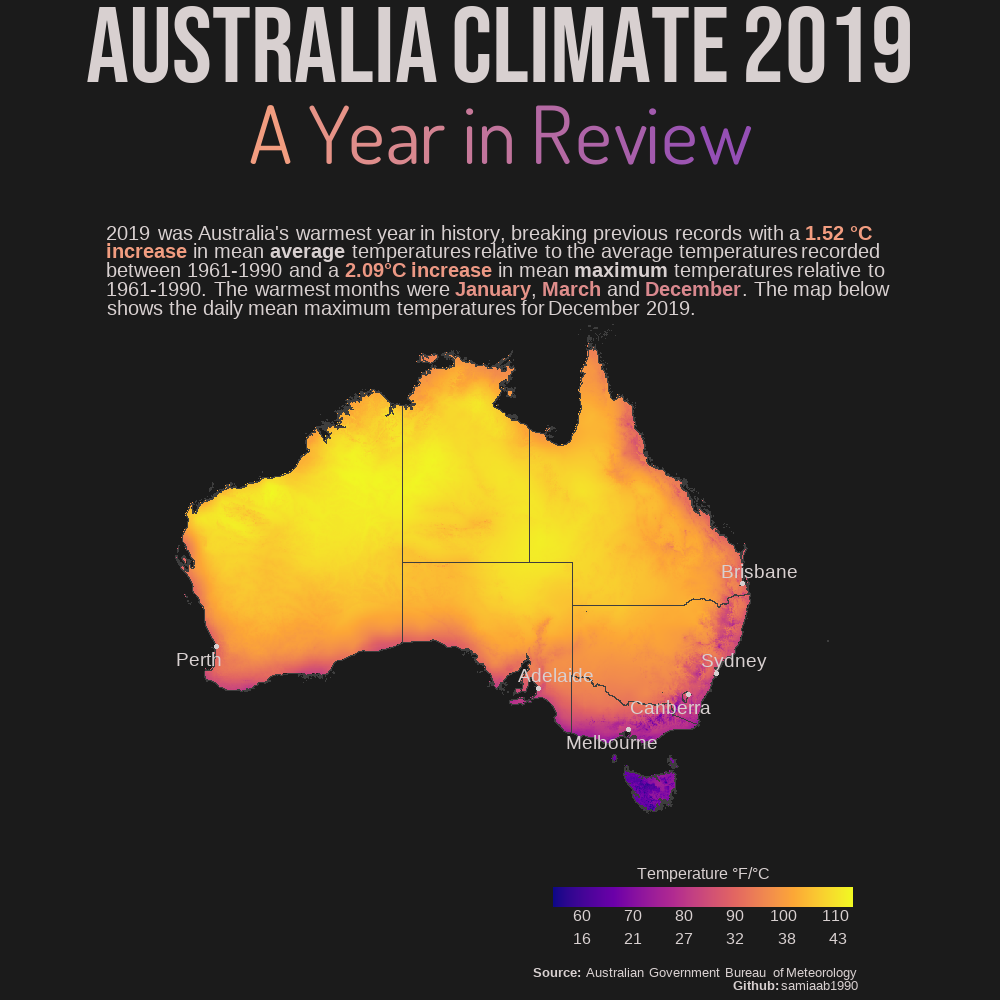 AUSTRALIA CLIMATE 2019
A Year in Review
2019 was Australia's warmest year in history, breaking previous records with a 1.52 °C
increase in mean average temperatures relative to the average temperatures recorded
between 1961-1990 and a 2.09°C increase in mean maximum temperatures relative to
1961-1990. The warmest months were January, March and December. The map below
shows the daily mean maximum temperatures for December 2019.
Brisbane
Perth
Sydney
Adelaide
Canberra
Melbourne
Temperature °F/°C
60 70 80 90 100 110
16 21 27 32 38 43
Source: Australian Government Bureau of Meteorology
Github: samiaab1990